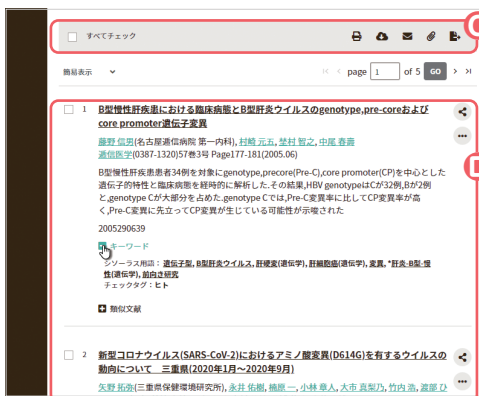 すべてチェック
簡易表示
page 1 of 5 GO
1 B型慢性肝疾患における臨床病態とB型肝炎ウイルスのgenotype,pre-coreおよび
core promoter遺伝子変異
藤野 信男(名古屋逓信病院 第一内科), 村崎 元五, 埜村 智之, 中尾 春壽
逓信医学(0387-1320)57巻3号 Page177-181(2005.06)
B型慢性肝疾患患者34例を対象にgenotype,precore(Pre-C),core promoter(CP)を中心とした
遺伝子の特性と臨床病態を経時的に解析した.その結果,HBV genotypeはCが32例,Bが2例
と,genotype Cが大部分を占めた.genotype Cでは,Pre-C変異率に比してCP変異率が高
く,Pre-C変異に先立ってCP変異が生じている可能性が示唆された
2005290639
キーワード
シソーラス用語：遺伝子型, B型肝炎ウイルス, 肝硬変(遺伝学), 肝細胞癌(遺伝学), 変異, *肝炎-B型-慢
性(遺伝学), 前向き研究
チェックタグ：ヒト
類似文献
2 新型コロナウイルス(SARS-CoV-2)におけるアミノ酸変異(D614G)を有するウイルスの
動向について 三重県(2020年1月～2020年9月)
矢野 拓弥(三重県保健環境研究所), 永井 佑樹, 楠原 一, 小林 章人, 大市 真梨乃, 竹内 浩, 渡部